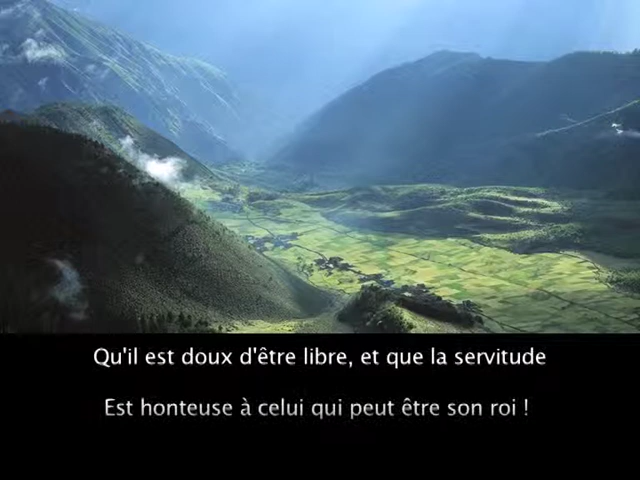 Qu'il est doux d'être libre, et que la servitude
Est honteuse à celui qui peut être son roi !